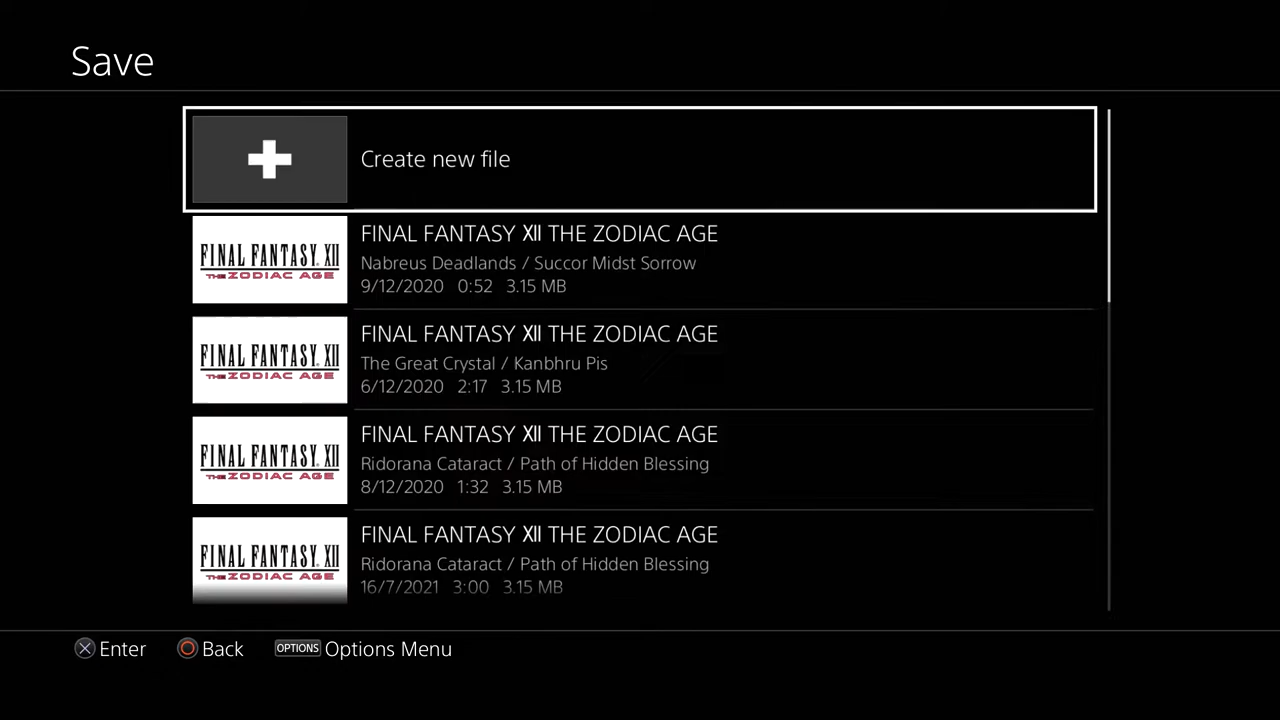 Save
Create new file
FINAL FANTASY XII
THE ZODIAC AGE
FINAL FANTASY XII THE ZODIAC AGE
Nabreus Deadlands / Succor Midst Sorrow
9/12/2020 0:52 3.15 MB
FINAL FANTASY XII
THE ZODIAC AGE
FINAL FANTASY XII THE ZODIAC AGE
The Great Crystal / Kanbhru Pis
6/12/2020 2:17 3.15 MB
FINAL FANTASY XII
THE ZODIAC AGE
FINAL FANTASY XII THE ZODIAC AGE
Ridorana Cataract / Path of Hidden Blessing
8/12/2020 1:32 3.15 MB
FINAL FANTASY XII
THE ZODIAC AGE
FINAL FANTASY XII THE ZODIAC AGE
Ridorana Cataract / Path of Hidden Blessing
16/7/2021 3:00 3.15 MB
Enter Back OPTIONS Options Menu